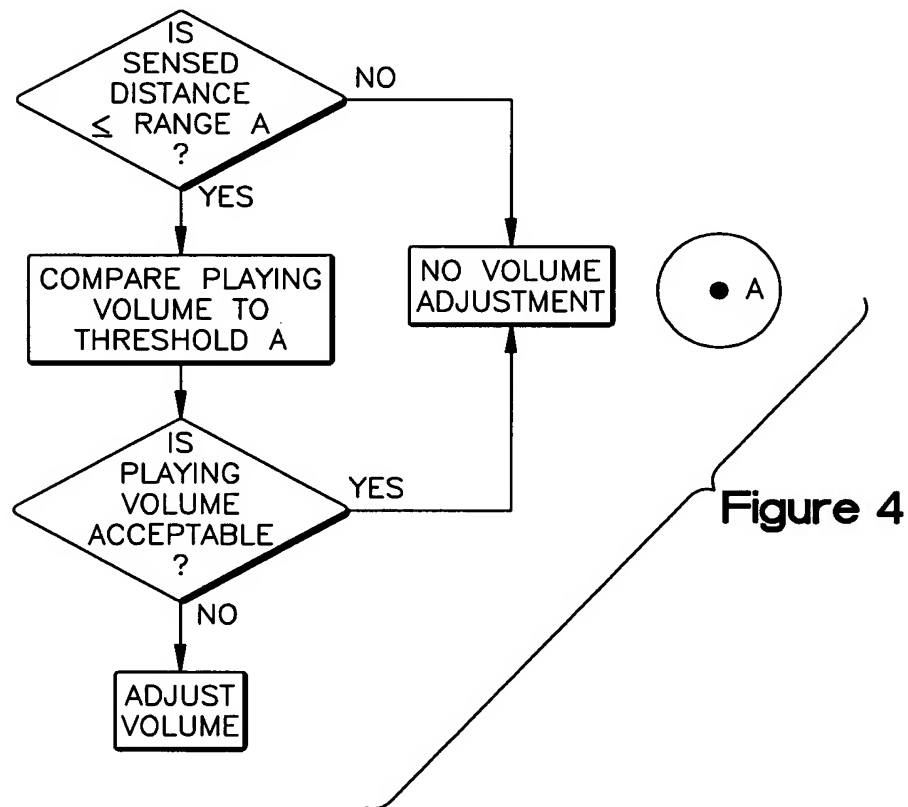 IS
SENSED
DISTANCE
≤ RANGE A
?
NO
YES
COMPARE PLAYING
VOLUME TO
THRESHOLD A
NO VOLUME
ADJUSTMENT
A
IS
PLAYING
VOLUME
ACCEPTABLE
?
YES
NO
ADJUST
VOLUME
Figure 4